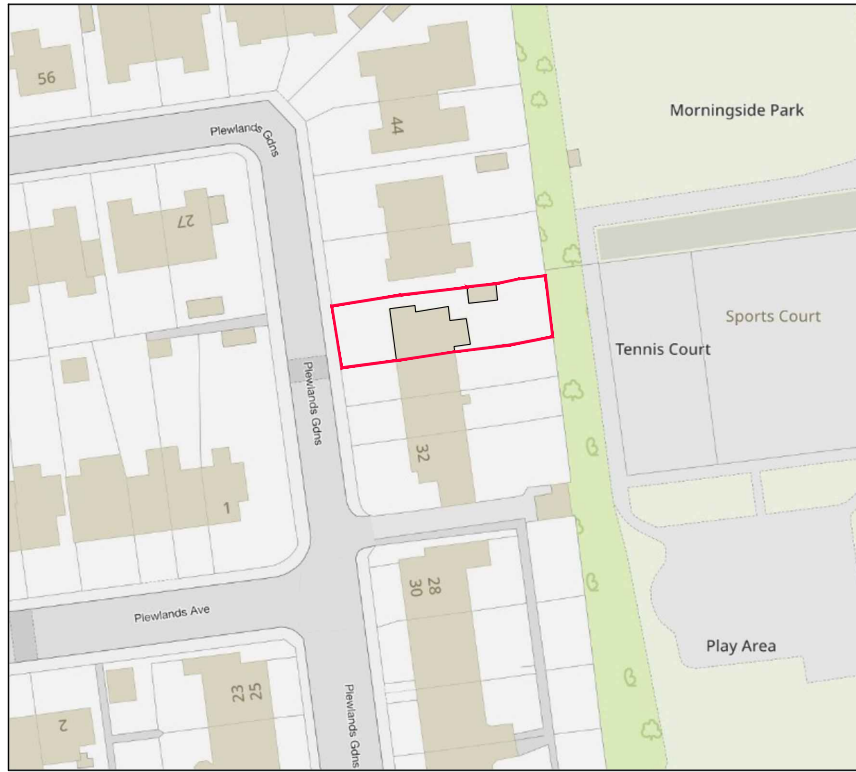 56
44
Morningside Park
Plewlands Gdns
27
Sports Court
Tennis Court
Plewlands Gdns
32
1
28
30
Plewlands Ave
Play Area
23
25
Plewlands Gdns
2